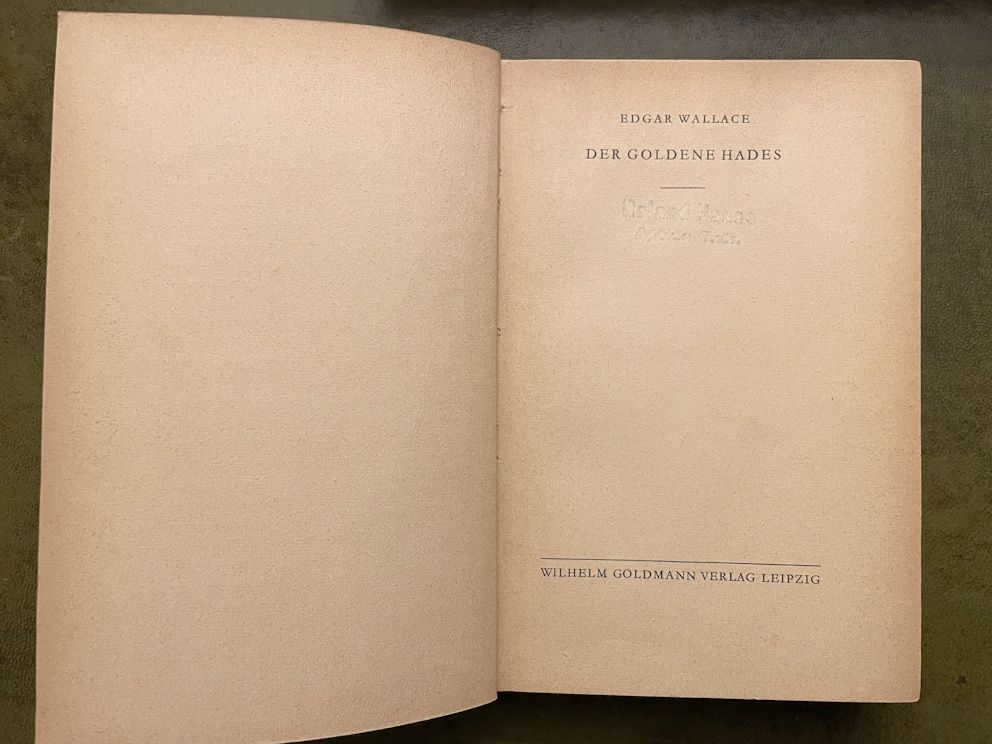 EDGAR WALLACE
DER GOLDENE HADES
WILHELM GOLDMANN VERLAG LEIPZIG